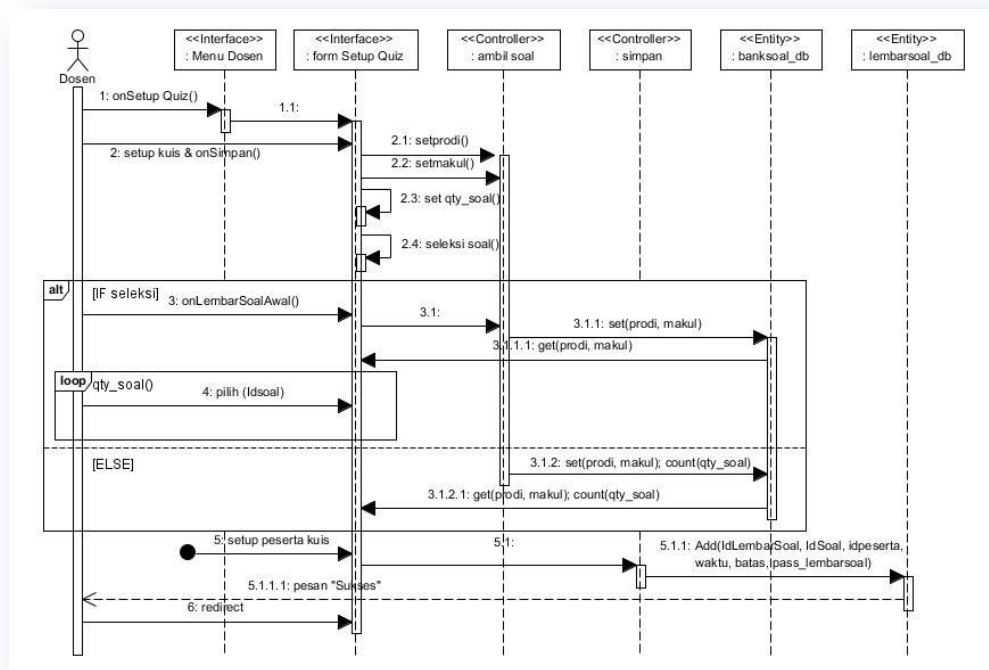 <<Interface>>
: Menu Dosen
<<Interface>>
: form Setup Quiz
<<Controller>>
: ambil soal
<<Controller>>
: simpan
<<Entity>>
: banksoal_db
<<Entity>>
: lembarsoal_db
Dosen
1: onSetup Quiz()
1.1:
2: setup kuis & onSimpan()
2.1: setprodi()
2.2: setmakul()
2.3: set qty_soal()
2.4: seleksi soal()
alt
[IF seleksi]
3: onLembarSoalAwal()
3.1:
3.1.1: set(prodi, makul)
3.1.1.1: get(prodi, makul)
loop
qty_soal()
4: pilih (Idsoal)
[ELSE]
3.1.2: set(prodi, makul); count(qty_soal)
3.1.2.1: get(prodi, makul); count(qty_soal)
5: setup peserta kuis
5.1:
5.1.1: Add(IdLembarSoal, IdSoal, idpeserta,
waktu, batas,lpass_lembarsoal)
5.1.1.1: pesan "Sukses"
6: redirect